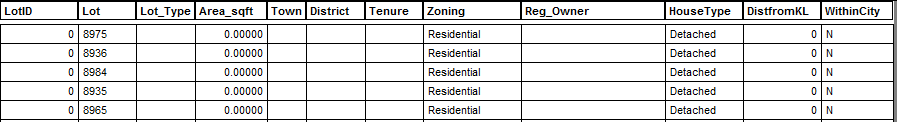 LotID Lot Lot_Type Area_sqft Town District Tenure Zoning Reg_Owner HouseType DistfromKL WithinCity
0 8975 0.00000 Residential Detached 0 N
0 8936 0.00000 Residential Detached 0 N
0 8984 0.00000 Residential Detached 0 N
0 8935 0.00000 Residential Detached 0 N
0 8965 0.00000 Residential Detached 0 N